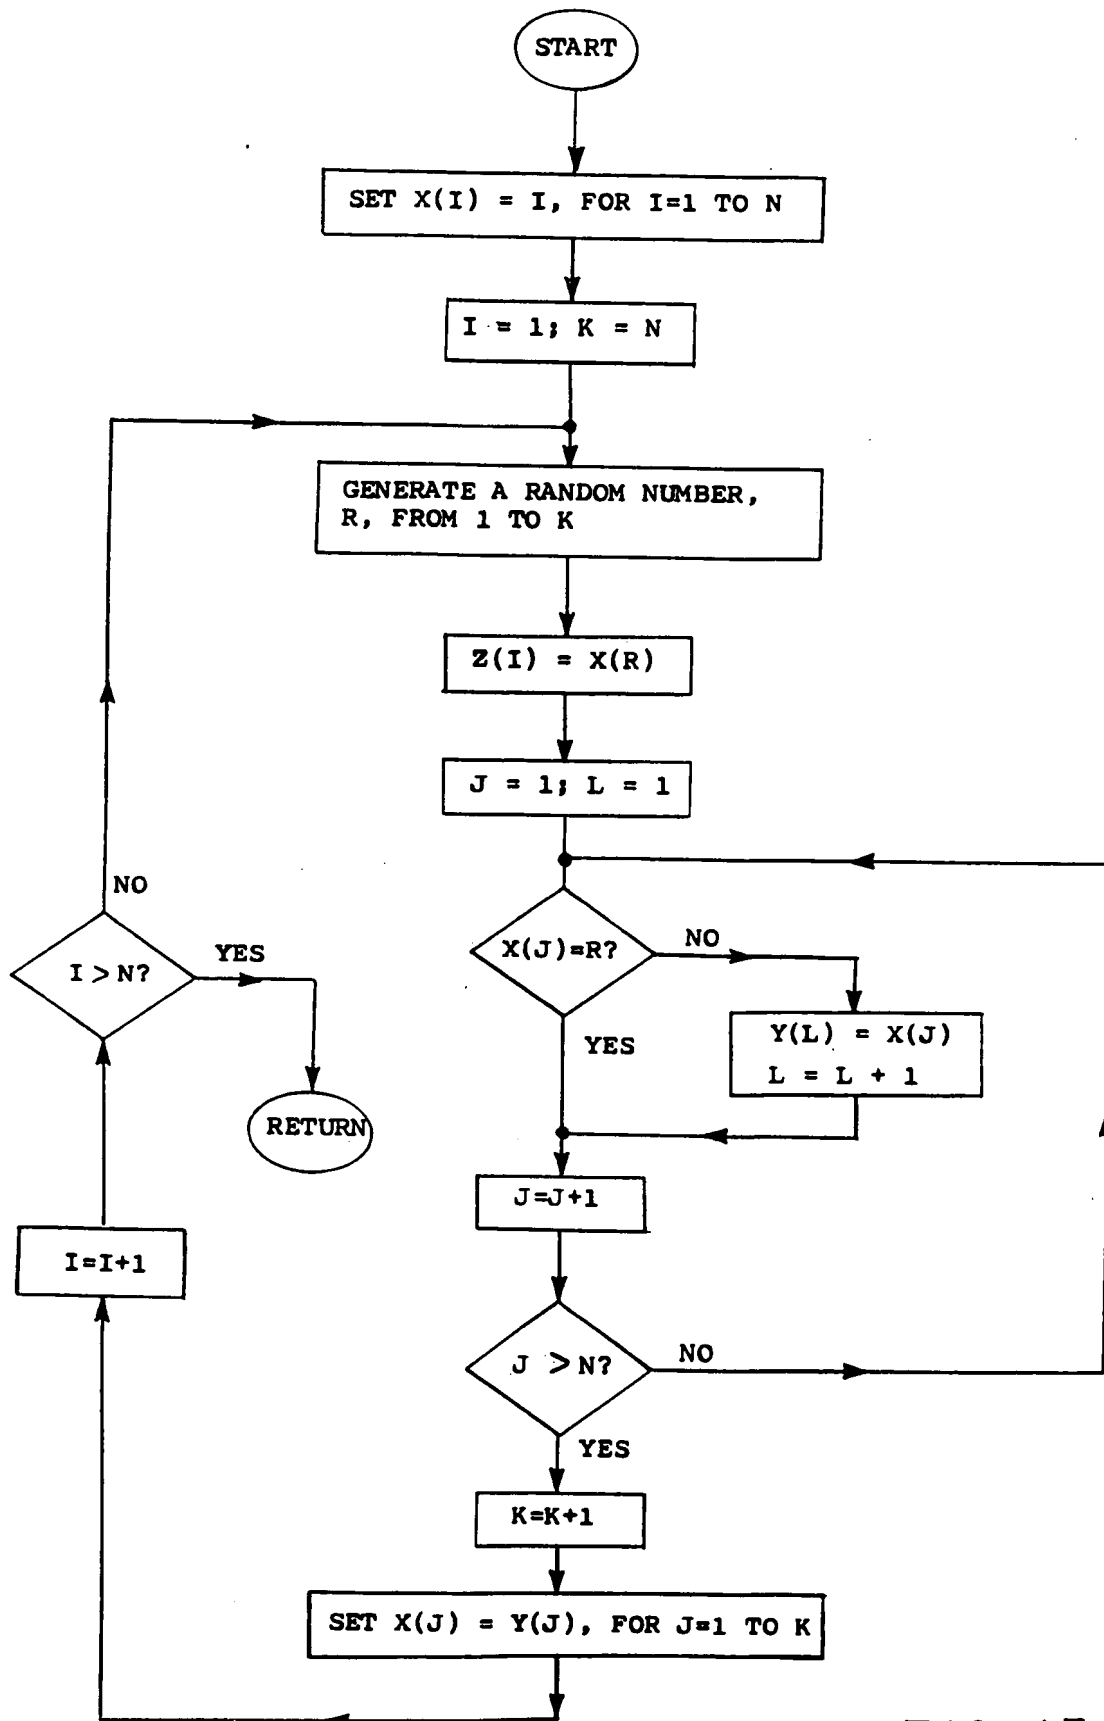 START
SET X(I) = I, FOR I=1 TO N
I = 1; K = N
GENERATE A RANDOM NUMBER,
R, FROM 1 TO K
Z(I) = X(R)
J = 1; L = 1
X(J)=R?
NO
YES
Y(L) = X(J)
L = L + 1
J=J+1
J > N?
NO
YES
K=K+1
SET X(J) = Y(J), FOR J=1 TO K
I=I+1
I > N?
NO
YES
RETURN